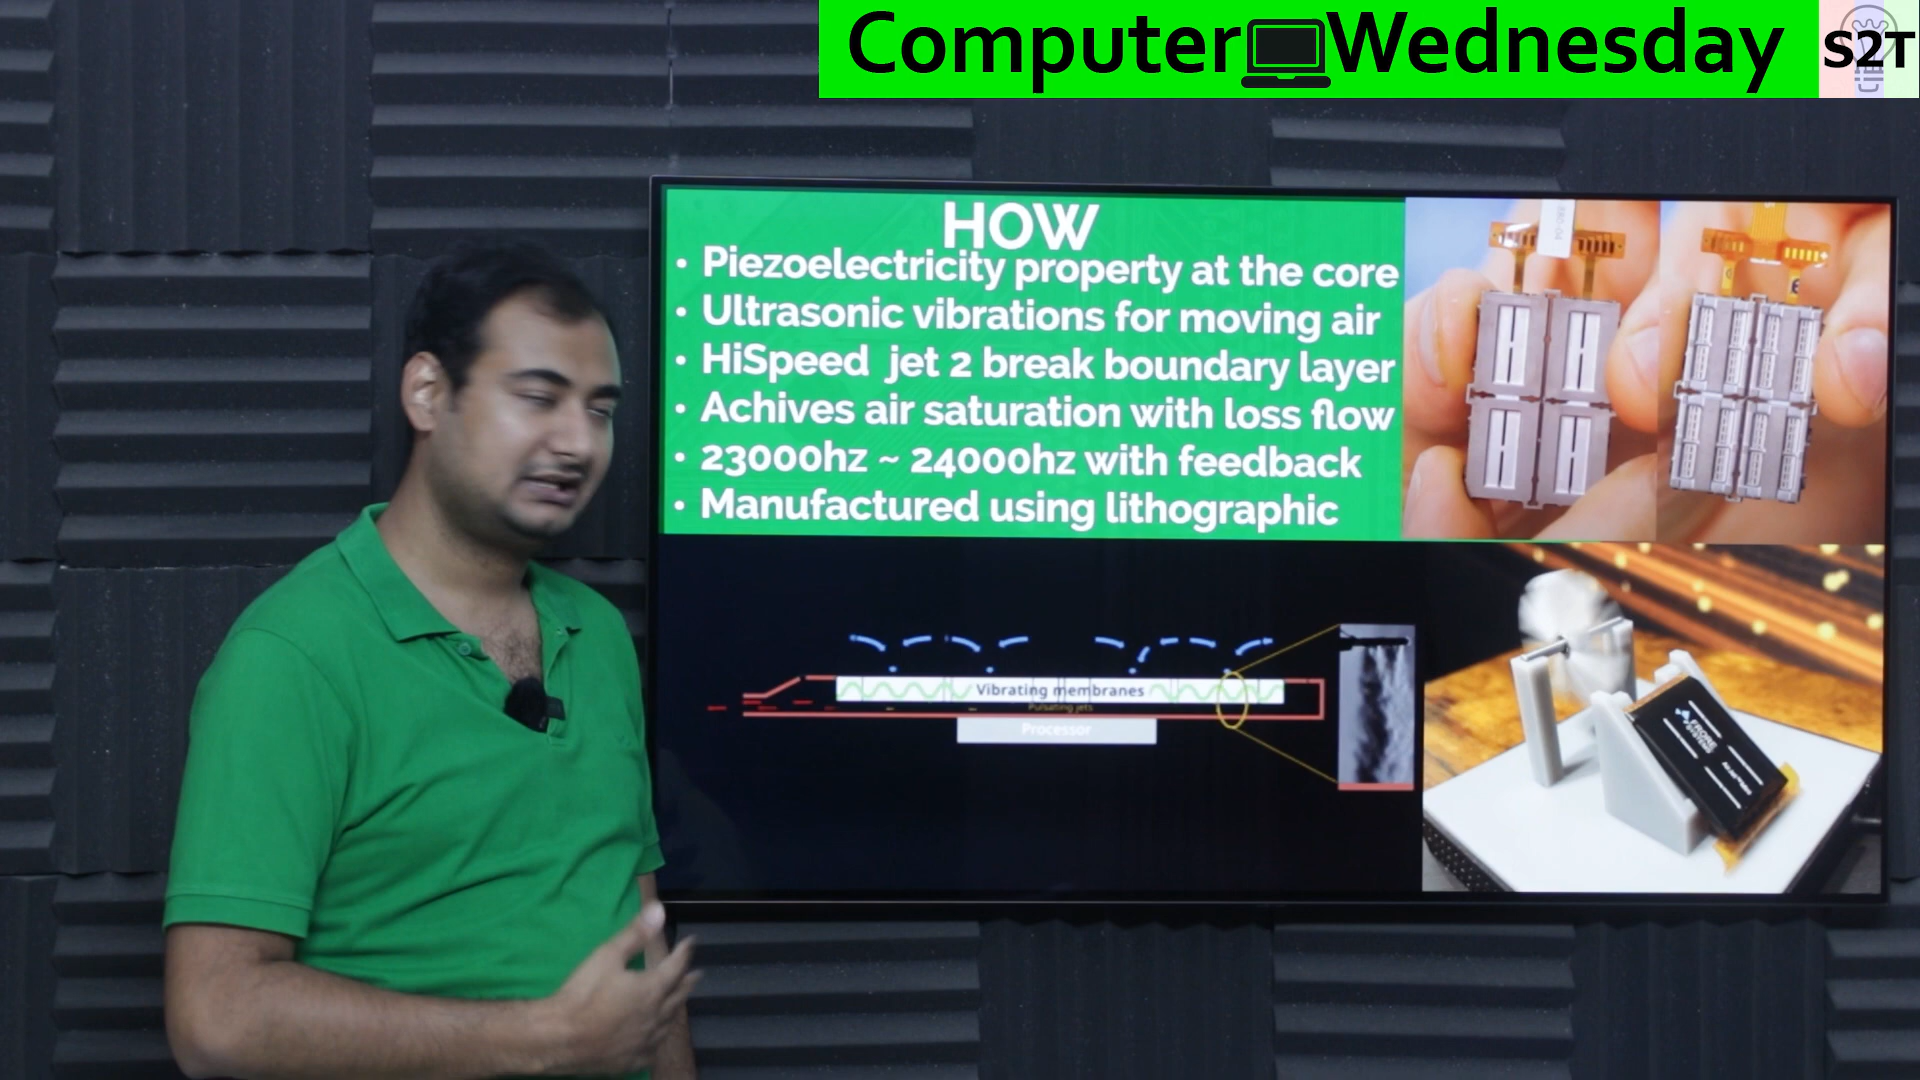 Computer Wednesday
S2T
HOW
• Piezoelectricity property at the core
• Ultrasonic vibrations for moving air
• HiSpeed jet 2 break boundary layer
• Achives air saturation with loss flow
• 23000hz ~ 24000hz with feedback
• Manufactured using lithographic
Vibrating membranes
Pulsating jets
Processor